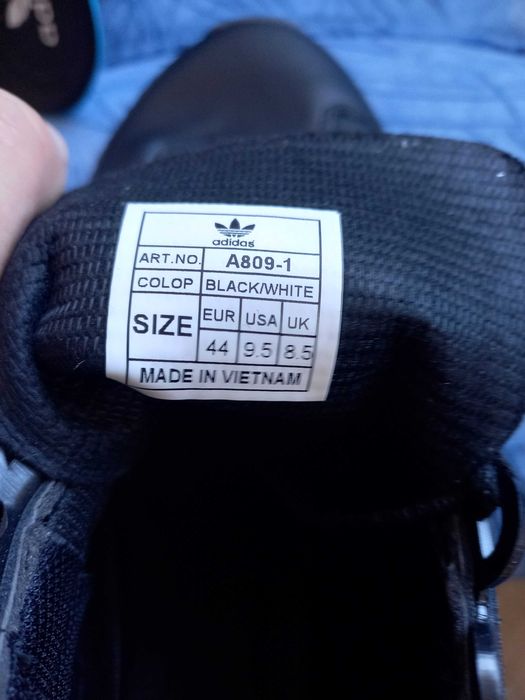 adidas
ART.NO. A809-1
COLOP BLACK/WHITE
SIZE EUR USA UK
44 9.5 8.5
MADE IN VIETNAM